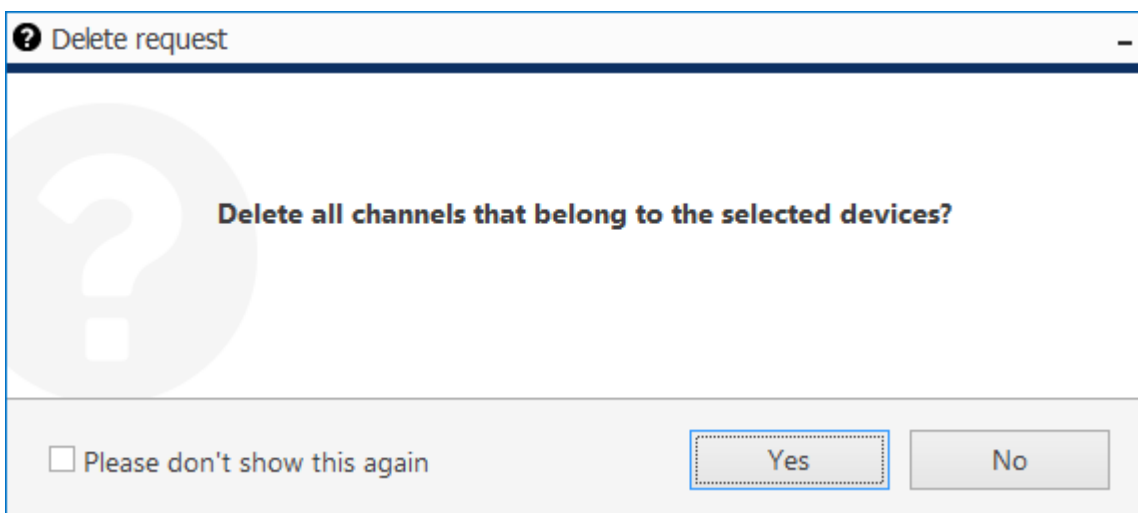 Delete request
Delete all channels that belong to the selected devices?
Please don't show this again
Yes
No